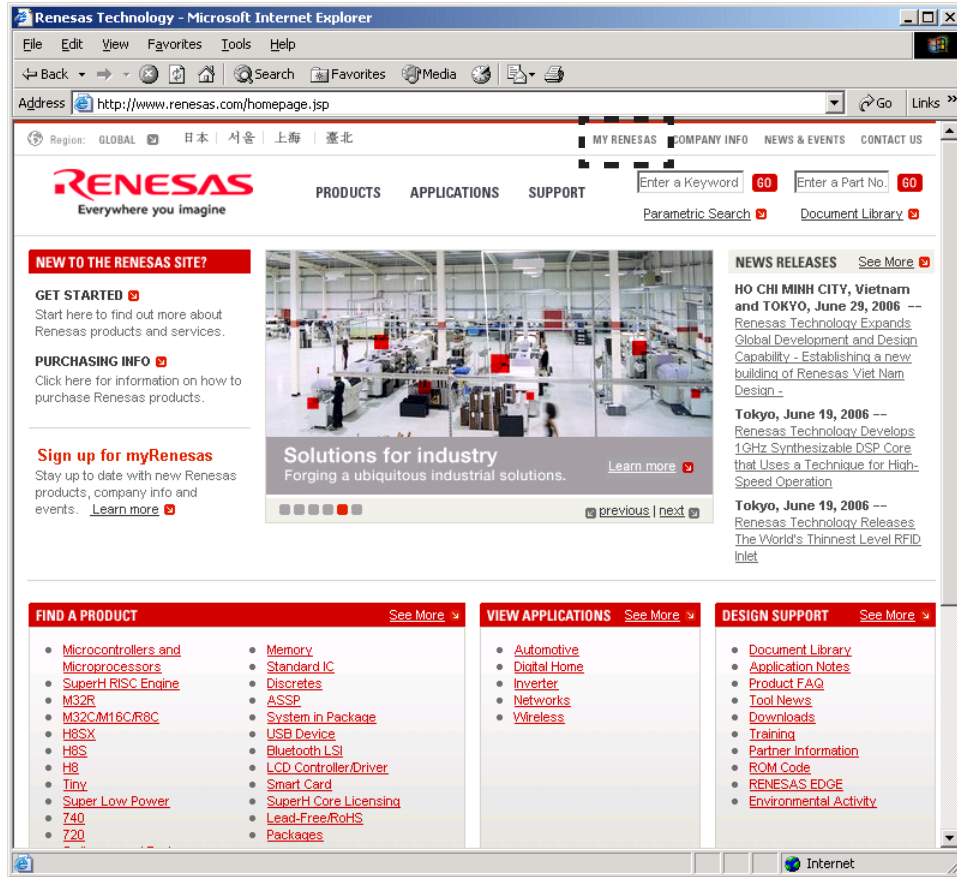 Renesas Technology - Microsoft Internet Explorer
File Edit View Favorites Tools Help
Back Search Favorites Media
Address http://www.renesas.com/homepage.jsp Go Links »
Region: GLOBAL 日本 | 서울 | 上海 | 臺北 MY RENESAS COMPANY INFO NEWS & EVENTS CONTACT US
RENESAS
Everywhere you imagine
PRODUCTS APPLICATIONS SUPPORT
Enter a Keyword GO Enter a Part No. GO
Parametric Search Document Library
NEW TO THE RENESAS SITE?
GET STARTED
Start here to find out more about
Renesas products and services.
PURCHASING INFO
Click here for information on how to
purchase Renesas products.
Sign up for myRenesas
Stay up to date with new Renesas
products, company info and
events. Learn more
Solutions for industry
Forging a ubiquitous industrial solutions.
Learn more
previous | next
NEWS RELEASES See More
HO CHI MINH CITY, Vietnam
and TOKYO, June 29, 2006 --
Renesas Technology Expands
Global Development and Design
Capability - Establishing a new
building of Renesas Viet Nam
Design -
Tokyo, June 19, 2006 --
Renesas Technology Develops
1GHz Synthesizable DSP Core
that Uses a Technique for High-
Speed Operation
Tokyo, June 19, 2006 --
Renesas Technology Releases
The World's Thinnest Level RFID
Inlet
FIND A PRODUCT See More
Microcontrollers and
Microprocessors
SuperH RISC Engine
M32R
M32C/M16C/R8C
H8SX
H8S
H8
Tiny
Super Low Power
740
720
Memory
Standard IC
Discretes
ASSP
System in Package
USB Device
Bluetooth LSI
LCD Controller/Driver
Smart Card
SuperH Core Licensing
Lead-Free/RoHS
Packages
VIEW APPLICATIONS See More
Automotive
Digital Home
Inverter
Networks
Wireless
DESIGN SUPPORT See More
Document Library
Application Notes
Product FAQ
Tool News
Downloads
Training
Partner Information
ROM Code
RENESAS EDGE
Environmental Activity
Internet